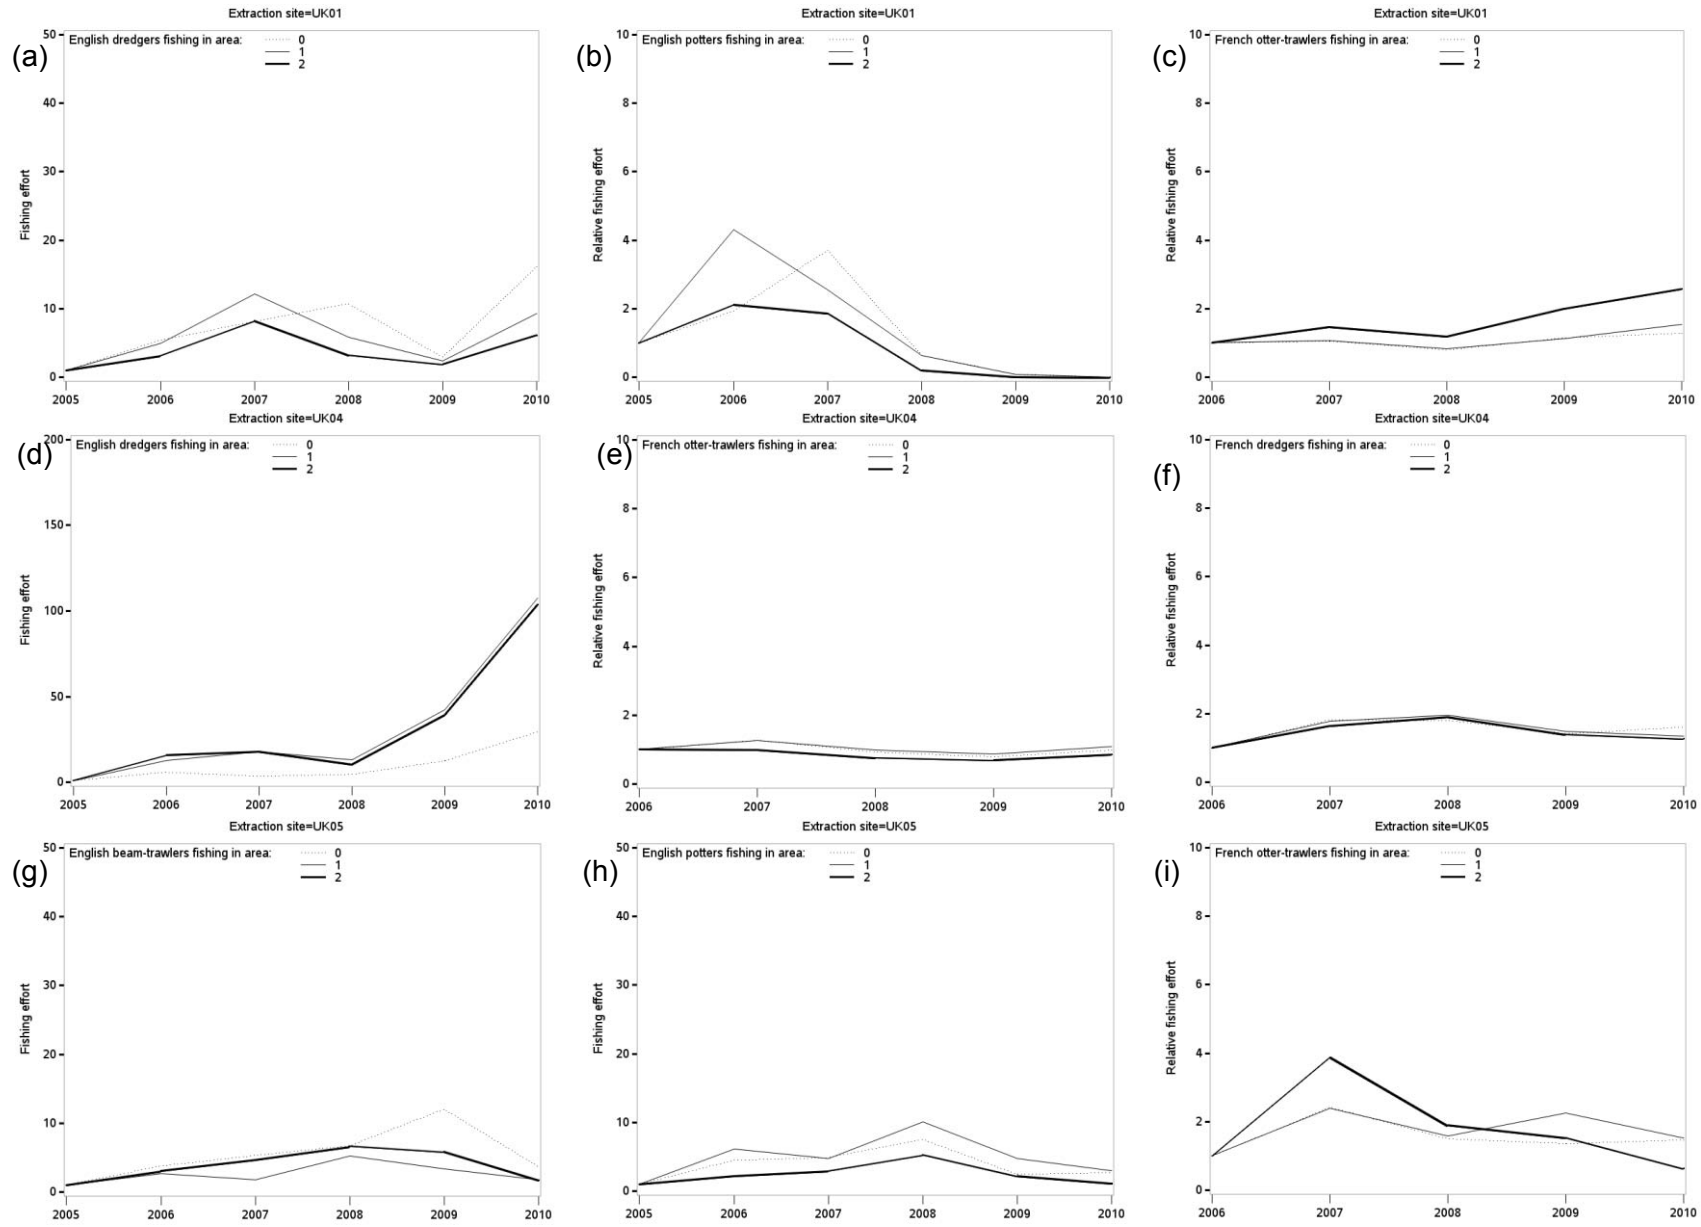 Extraction site=UK01
(a)
English dredgers fishing in area:
0
1
2
Fishing effort
50
40
30
20
10
0
2005 2006 2007 2008 2009 2010
Extraction site=UK01
(b)
English potters fishing in area:
0
1
2
Relative fishing effort
10
8
6
4
2
0
2005 2006 2007 2008 2009 2010
Extraction site=UK01
(c)
French otter-trawlers fishing in area:
0
1
2
Relative fishing effort
10
8
6
4
2
0
2006 2007 2008 2009 2010
Extraction site=UK04
(d)
English dredgers fishing in area:
0
1
2
Fishing effort
200
150
100
50
0
2005 2006 2007 2008 2009 2010
Extraction site=UK04
(e)
French otter-trawlers fishing in area:
0
1
2
Relative fishing effort
10
8
6
4
2
0
2006 2007 2008 2009 2010
Extraction site=UK04
(f)
French dredgers fishing in area:
0
1
2
Relative fishing effort
10
8
6
4
2
0
2006 2007 2008 2009 2010
Extraction site=UK05
(g)
English beam-trawlers fishing in area:
0
1
2
Fishing effort
50
40
30
20
10
0
2005 2006 2007 2008 2009 2010
Extraction site=UK05
(h)
English potters fishing in area:
0
1
2
Fishing effort
50
40
30
20
10
0
2005 2006 2007 2008 2009 2010
Extraction site=UK05
(i)
French otter-trawlers fishing in area:
0
1
2
Relative fishing effort
10
8
6
4
2
0
2006 2007 2008 2009 2010